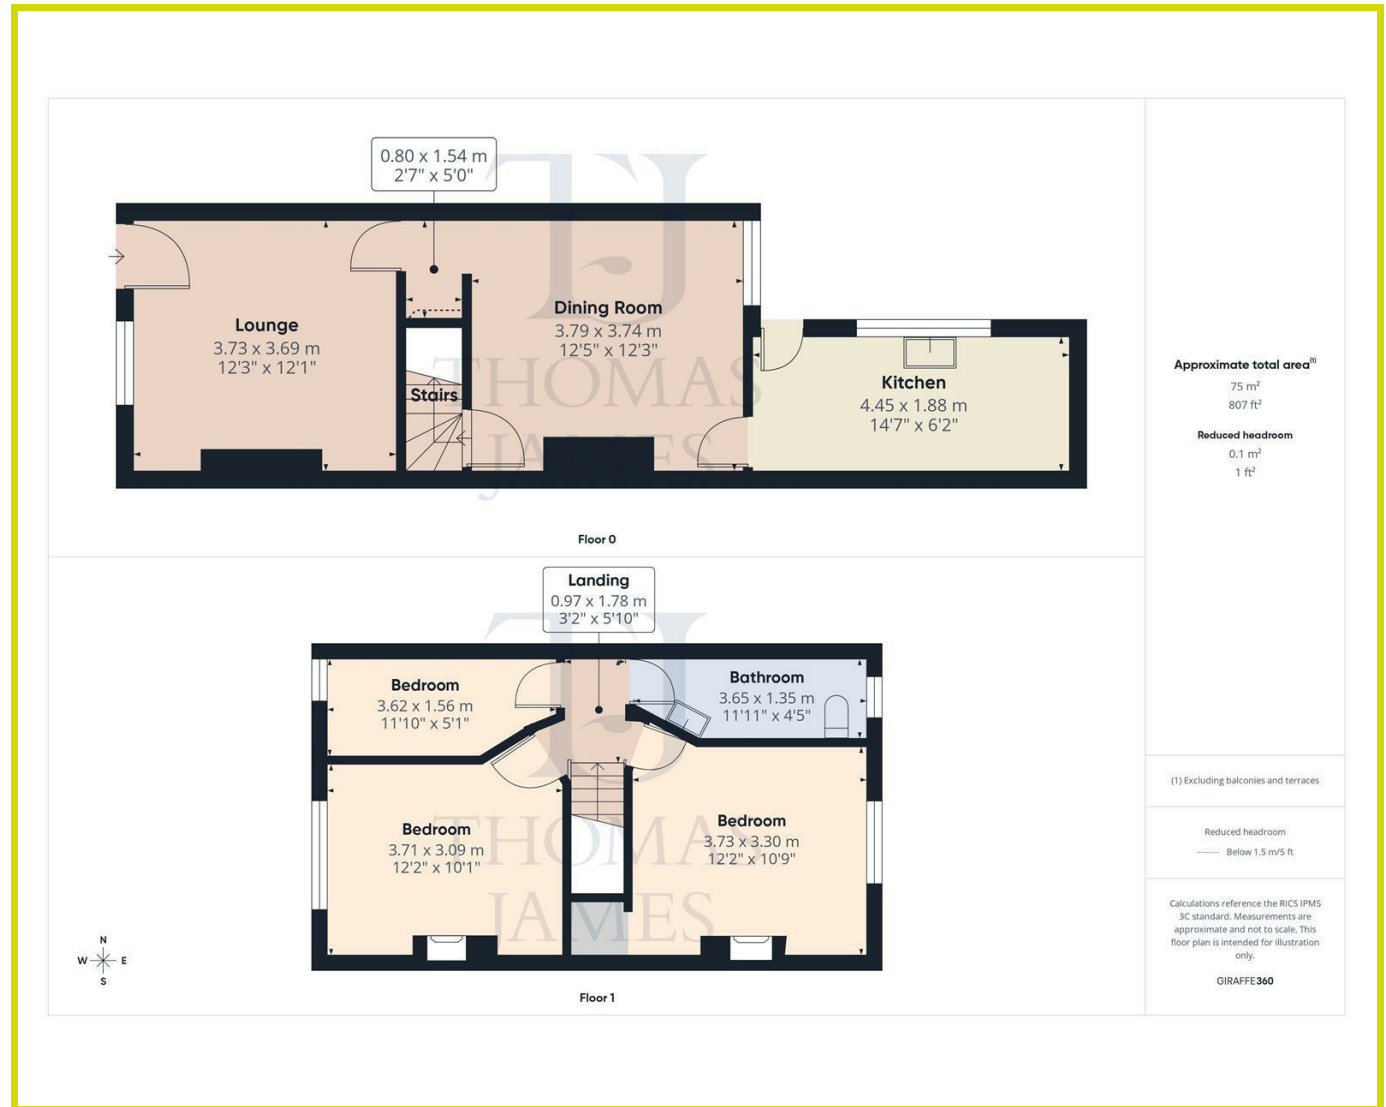 0.80 x 1.54 m
2'7" x 5'0"
Lounge
3.73 x 3.69 m
12'3" x 12'1"
Stairs
Dining Room
3.79 x 3.74 m
12'5" x 12'3"
Kitchen
4.45 x 1.88 m
14'7" x 6'2"
TJ
THOMAS
JAMES
Floor 0
Landing
0.97 x 1.78 m
3'2" x 5'10"
Bedroom
3.62 x 1.56 m
11'10" x 5'1"
Bathroom
3.65 x 1.35 m
11'11" x 4'5"
Bedroom
3.71 x 3.09 m
12'2" x 10'1"
Bedroom
3.73 x 3.30 m
12'2" x 10'9"
TJ
THOMAS
JAMES
N
W E
S
Floor 1
Approximate total area(1)
75 m²
807 ft²
Reduced headroom
0.1 m²
1 ft²
(1) Excluding balconies and terraces
Reduced headroom
Below 1.5 m/5 ft
Calculations reference the RICS IPMS
3C standard. Measurements are
approximate and not to scale. This
floor plan is intended for illustration
only.
GIRAFFE360